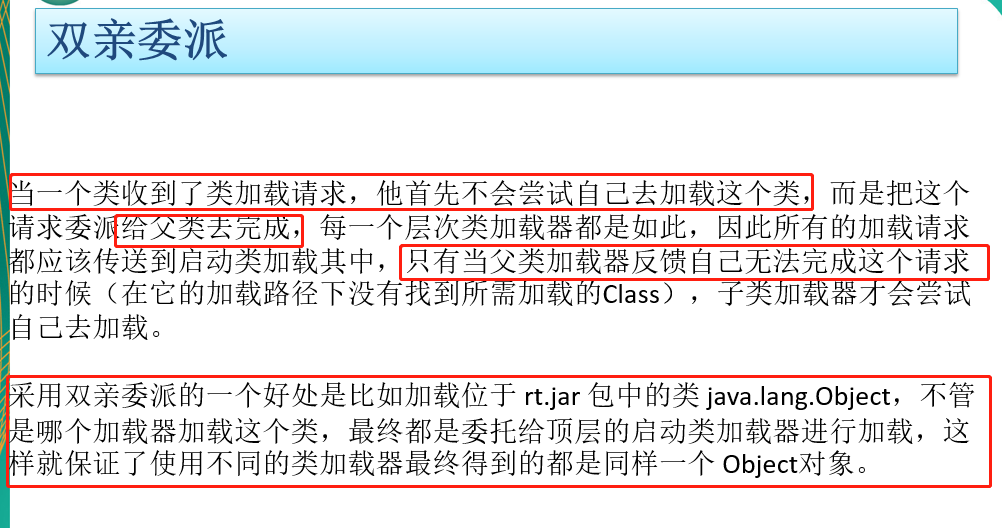 双亲委派
当一个类收到了类加载请求，他首先不会尝试自己去加载这个类，而是把这个
请求委派给父类去完成，每一个层次类加载器都是如此，因此所有的加载请求
都应该传送到启动类加载其中，只有当父类加载器反馈自己无法完成这个请求
的时候（在它的加载路径下没有找到所需加载的Class），子类加载器才会尝试
自己去加载。
采用双亲委派的一个好处是比如加载位于 rt.jar 包中的类 java.lang.Object，不管
是哪个加载器加载这个类，最终都是委托给顶层的启动类加载器进行加载，这
样就保证了使用不同的类加载器最终得到的都是同样一个 Object对象。